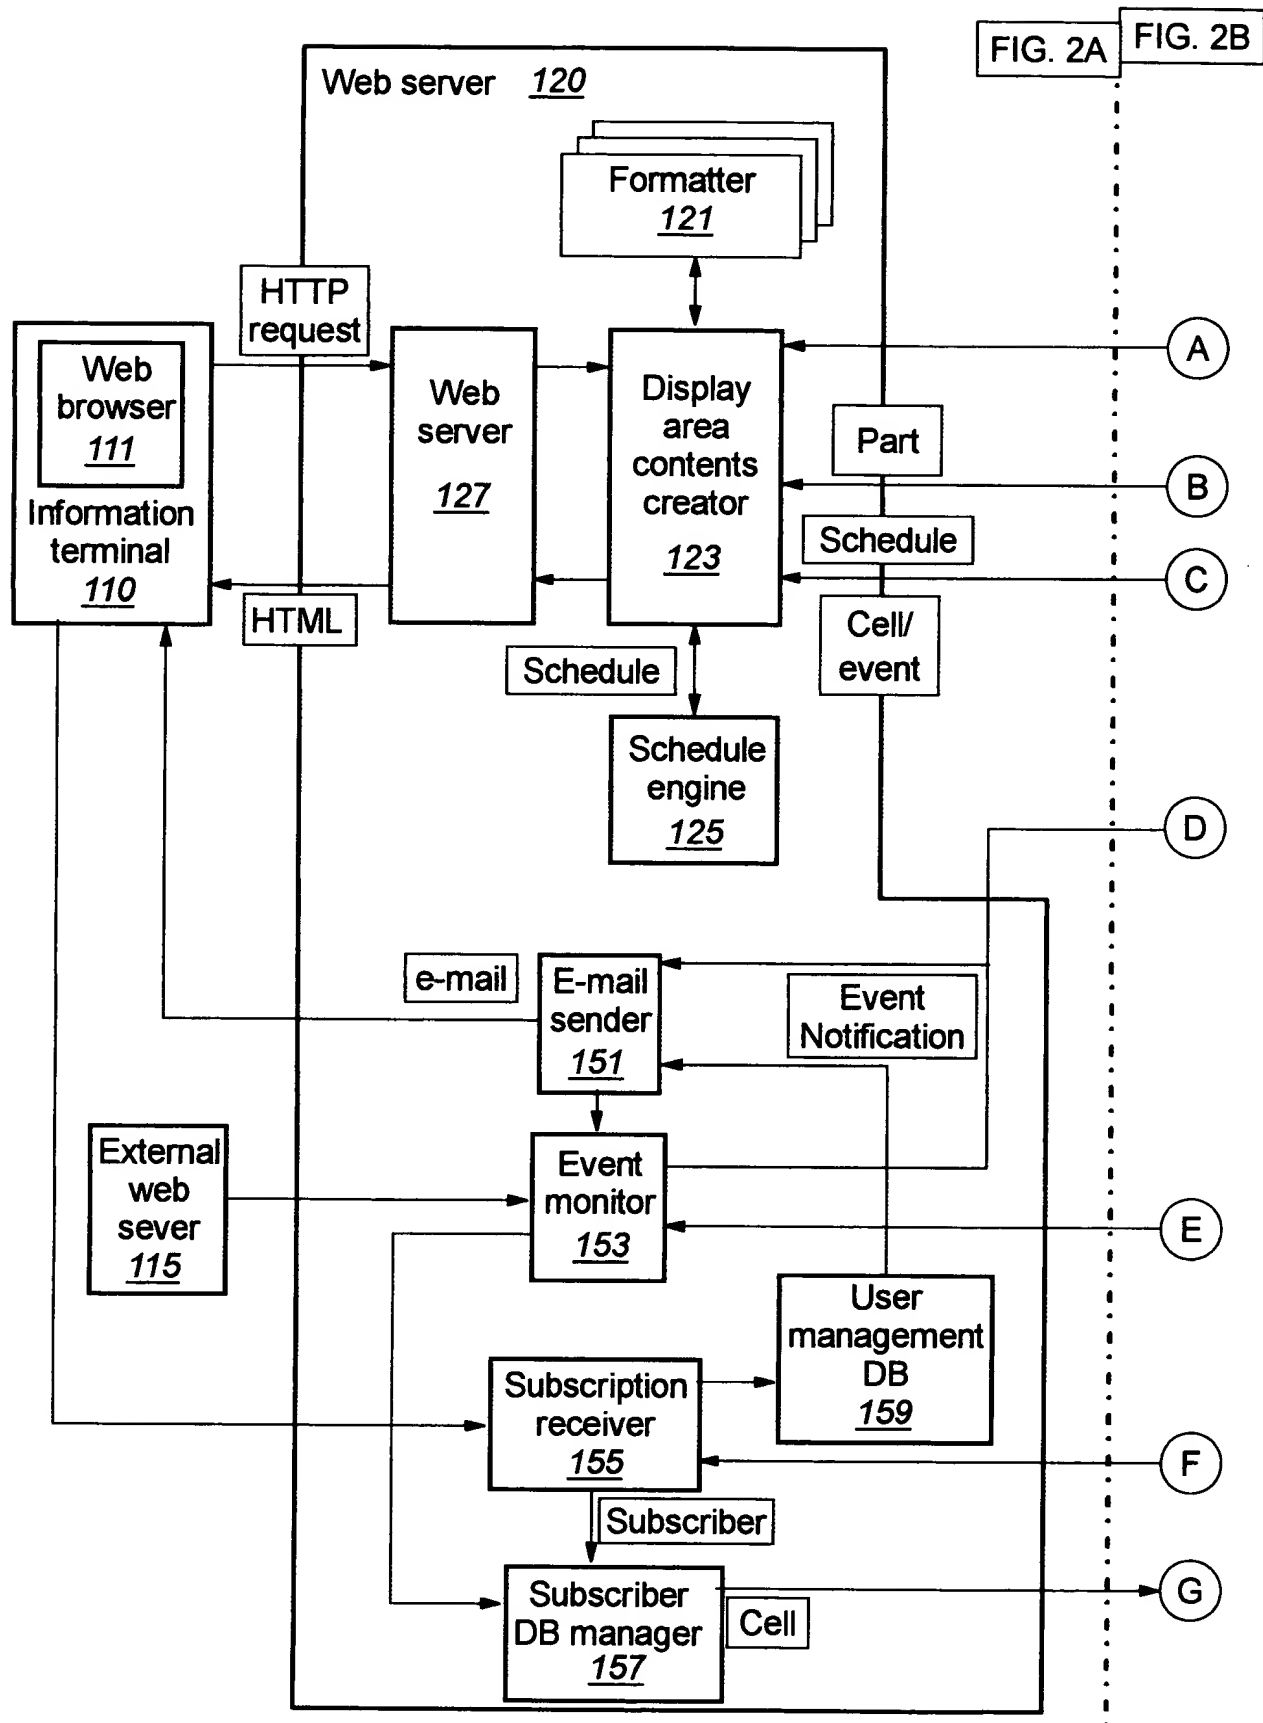 FIG. 2A
FIG. 2B
Web server 120
Formatter
121
HTTP
request
Web
browser
111
Information
terminal
110
Web
server
127
Display
area
contents
creator
123
Part
Schedule
Cell/
event
A
B
C
HTML
Schedule
Schedule
engine
125
D
e-mail
E-mail
sender
151
Event
Notification
External
web
sever
115
Event
monitor
153
E
User
management
DB
159
Subscription
receiver
155
F
Subscriber
Subscriber
DB manager
157
Cell
G